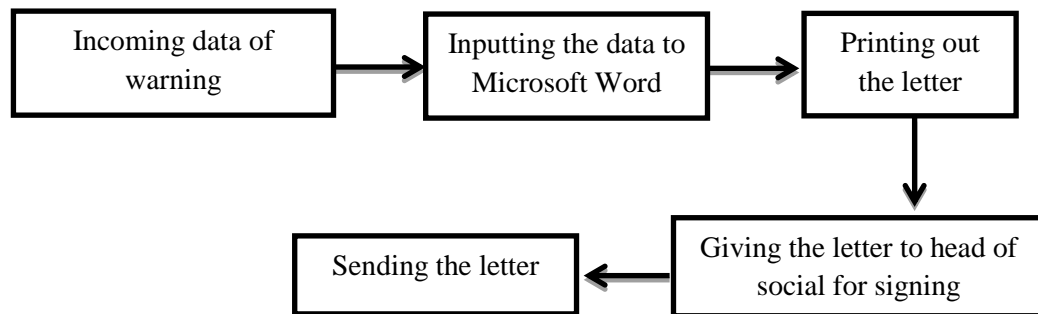 Incoming data of
warning
Inputting the data to
Microsoft Word
Printing out
the letter
Giving the letter to head of
social for signing
Sending the letter